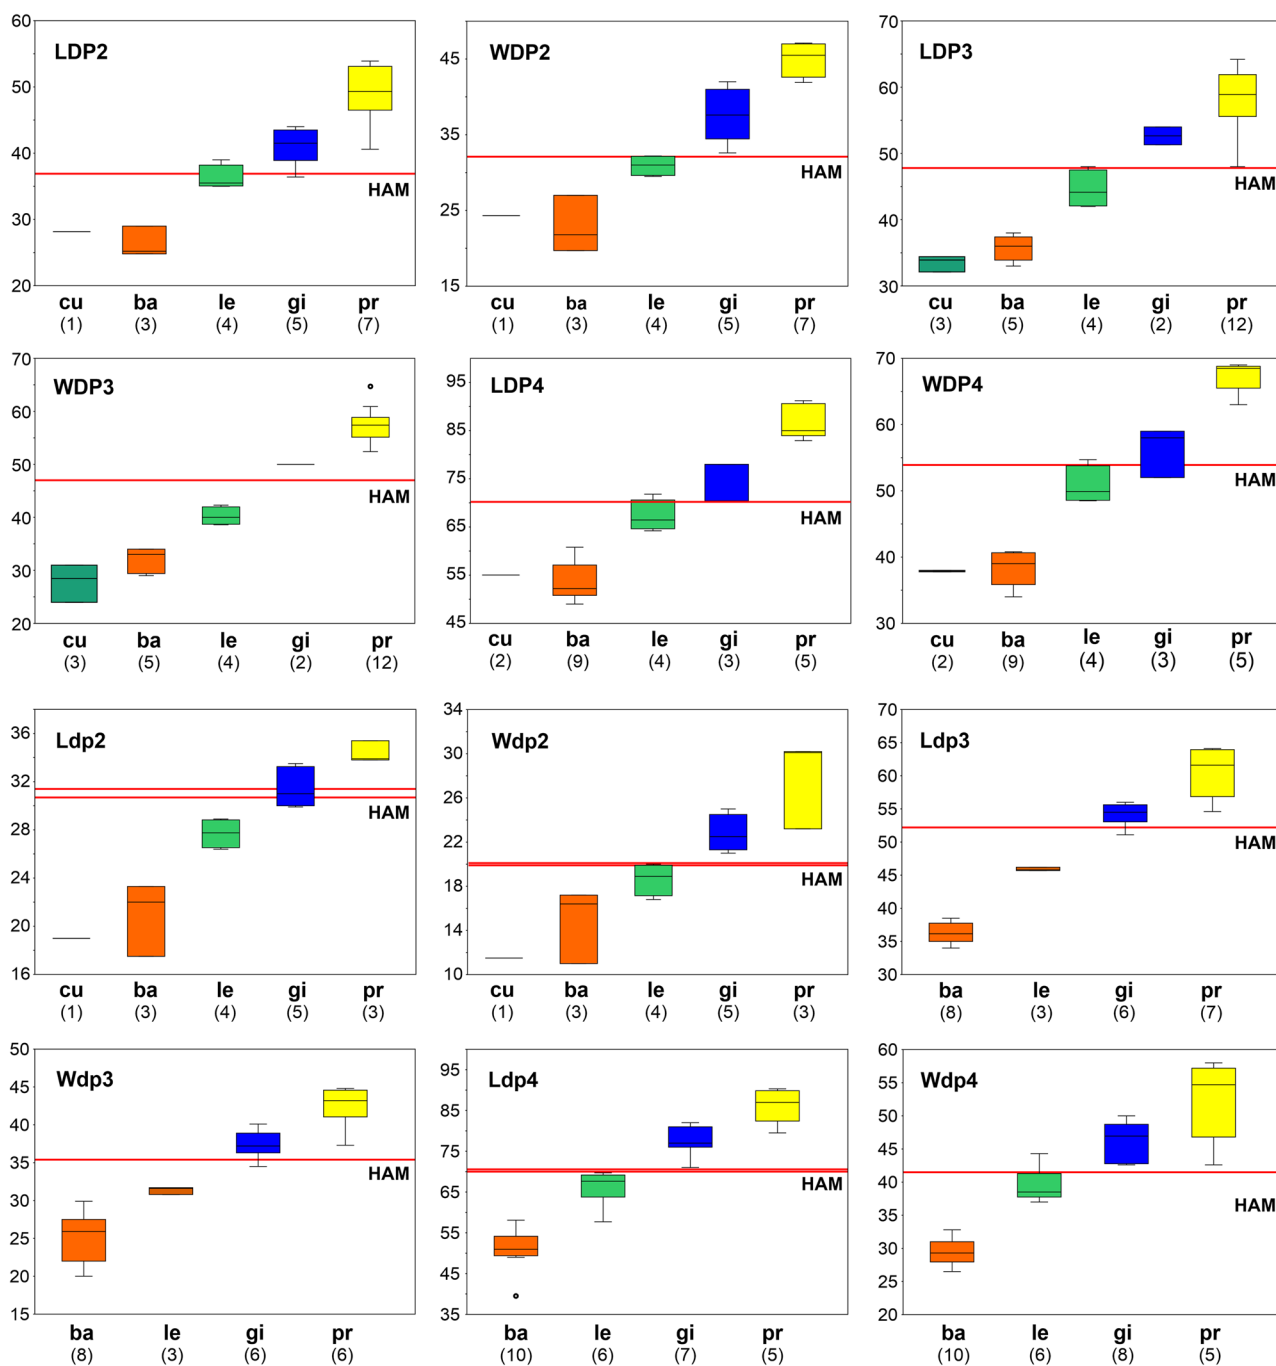 60
50
40
30
20
LDP2
HAM
cu ba le gi pr
(1) (3) (4) (5) (7)
45
35
25
15
WDP2
HAM
cu ba le gi pr
(1) (3) (4) (5) (7)
70
60
50
40
30
LDP3
HAM
cu ba le gi pr
(3) (5) (4) (2) (12)
70
60
50
40
30
20
WDP3
HAM
cu ba le gi pr
(3) (5) (4) (2) (12)
95
85
75
65
55
45
LDP4
HAM
cu ba le gi pr
(2) (9) (4) (3) (5)
70
60
50
40
30
WDP4
HAM
cu ba le gi pr
(2) (9) (4) (3) (5)
36
32
28
24
20
16
Ldp2
HAM
cu ba le gi pr
(1) (3) (4) (5) (3)
34
30
26
22
18
14
10
Wdp2
HAM
cu ba le gi pr
(1) (3) (4) (5) (3)
70
65
60
55
50
45
40
35
30
Ldp3
HAM
ba le gi pr
(8) (3) (6) (7)
50
45
40
35
30
25
20
15
Wdp3
HAM
ba le gi pr
(8) (3) (6) (6)
95
85
75
65
55
45
35
Ldp4
HAM
ba le gi pr
(10) (6) (7) (5)
60
55
50
45
40
35
30
25
20
Wdp4
HAM
ba le gi pr
(10) (6) (8) (5)